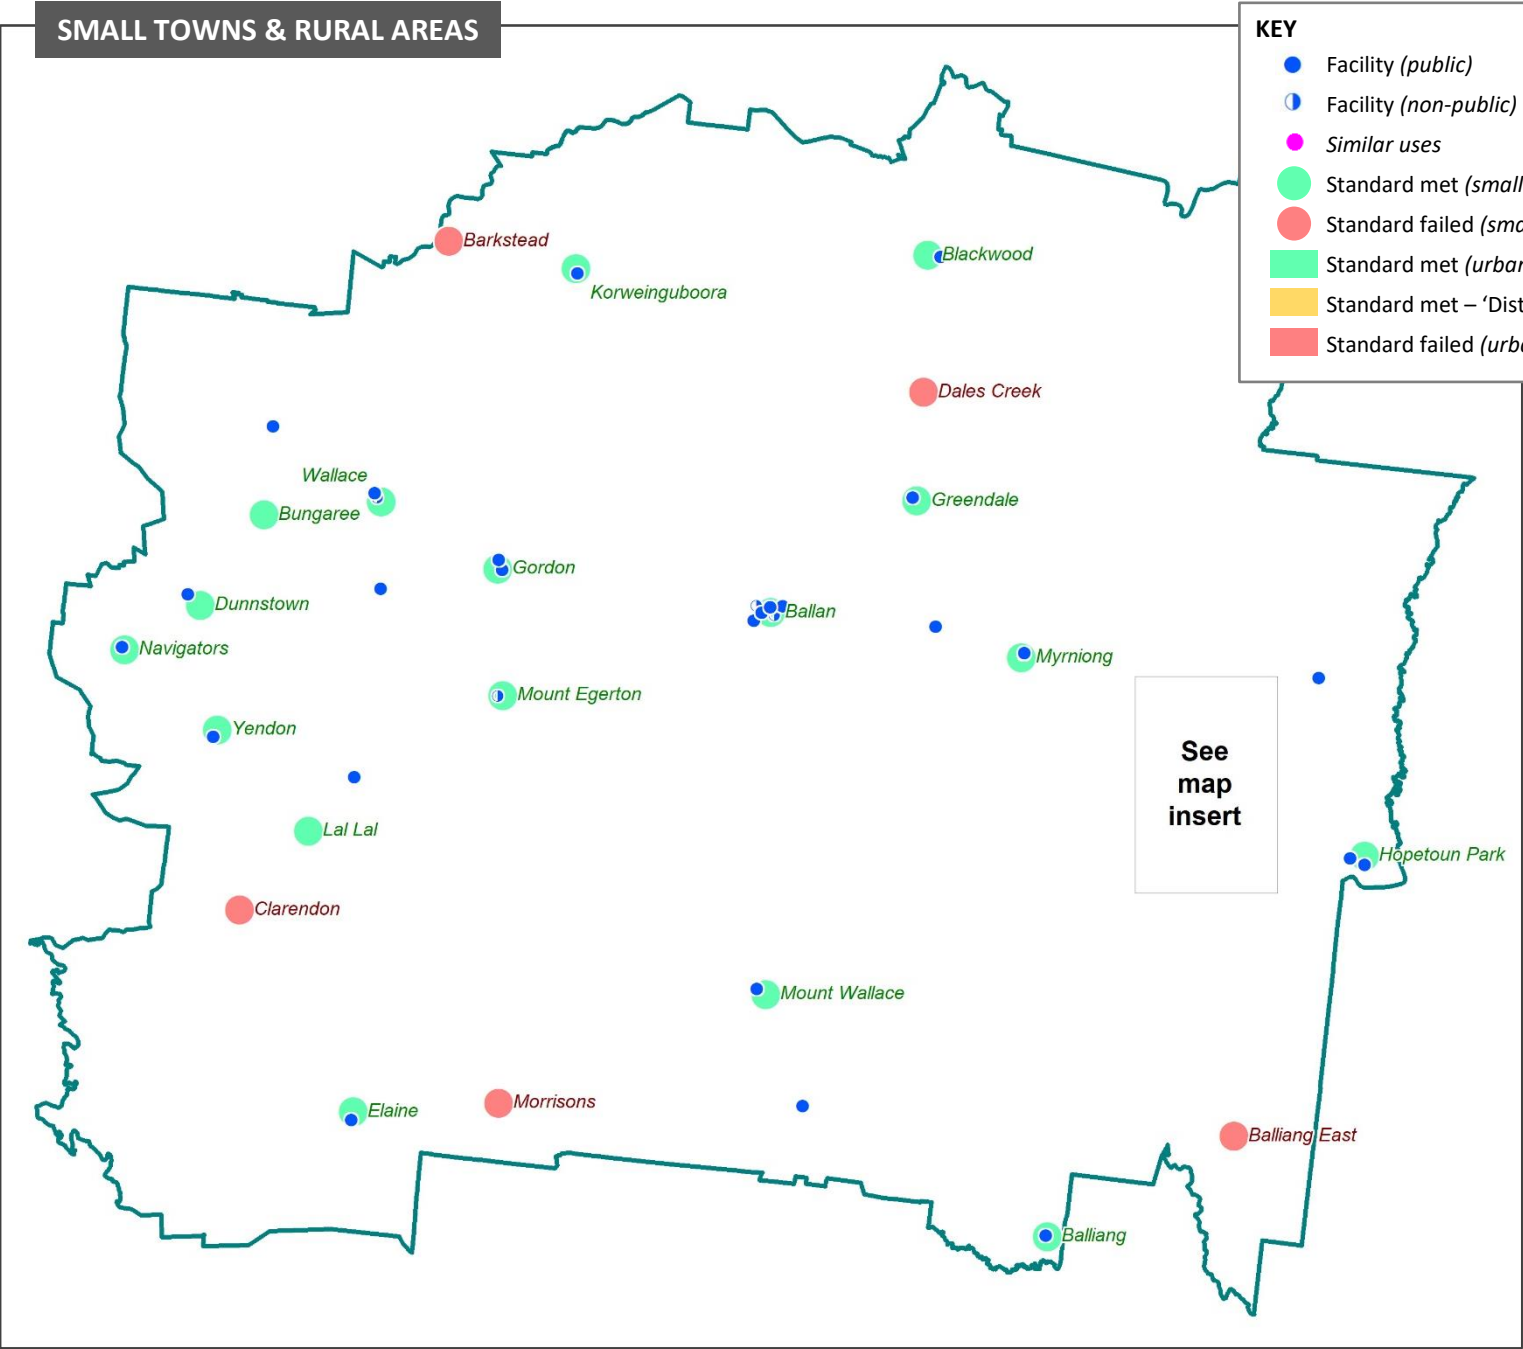 SMALL TOWNS & RURAL AREAS
KEY
Facility (public)
Facility (non-public)
Similar uses
Standard met (small
Standard failed (sma
Standard met (urban
Standard met – ‘Dist
Standard failed (urba
Barkstead
Blackwood
Korweinguboora
Dales Creek
Wallace
Greendale
Bungaree
Gordon
Dunnstown
Ballan
Navigators
Myrniong
Mount Egerton
Yendon
See
map
insert
Lal Lal
Hopetoun Park
Clarendon
Mount Wallace
Morrisons
Elaine
Balliang East
Balliang